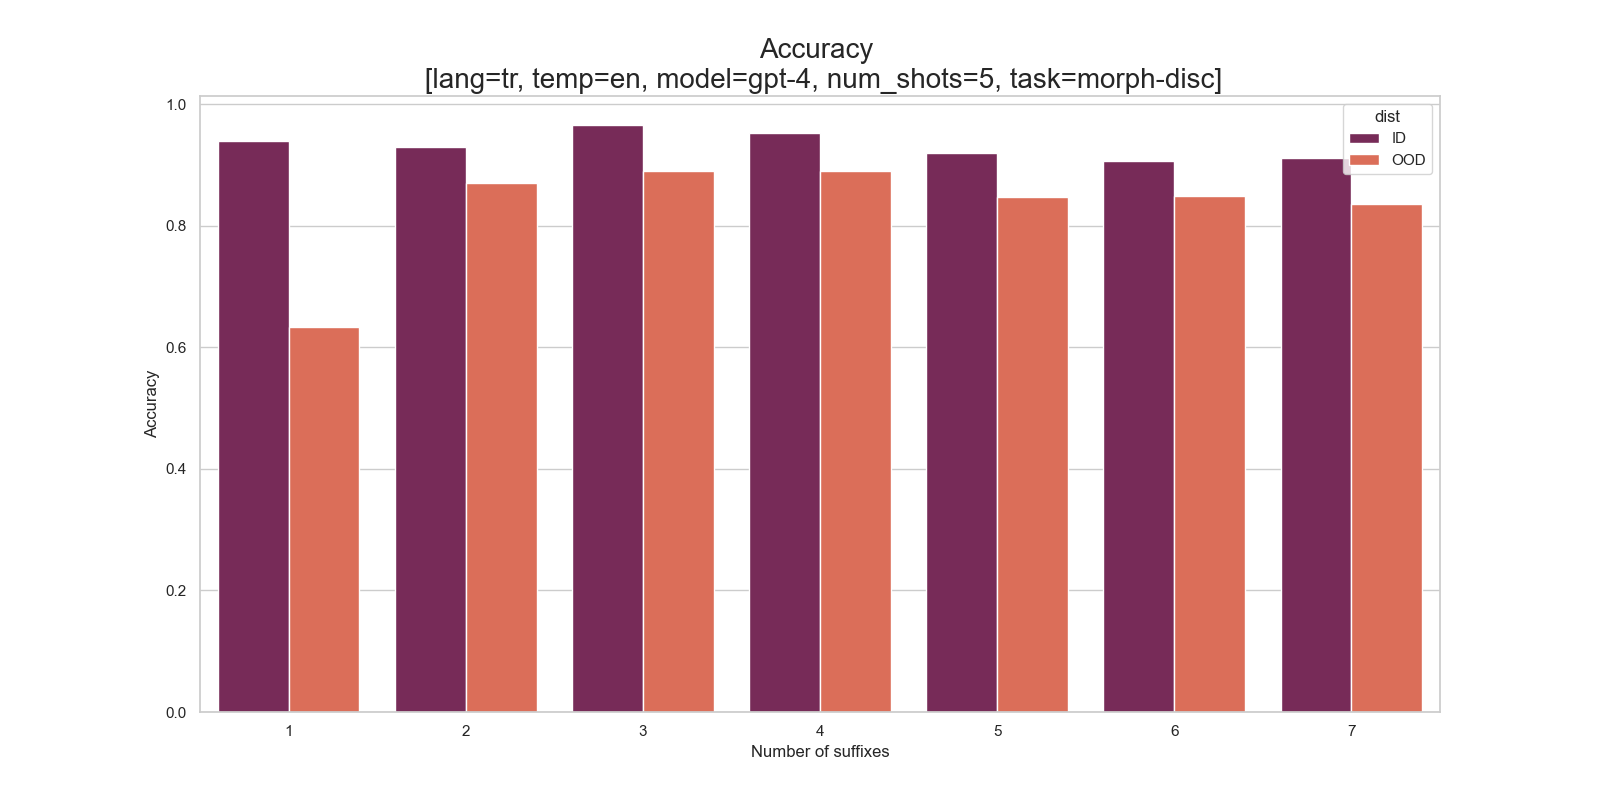 Accuracy
[lang=tr, temp=en, model=gpt-4, num_shots=5, task=morph-disc]
dist
ID
OOD
1.0
0.8
0.6
0.4
0.2
0.0
Accuracy
1 2 3 4 5 6 7
Number of suffixes